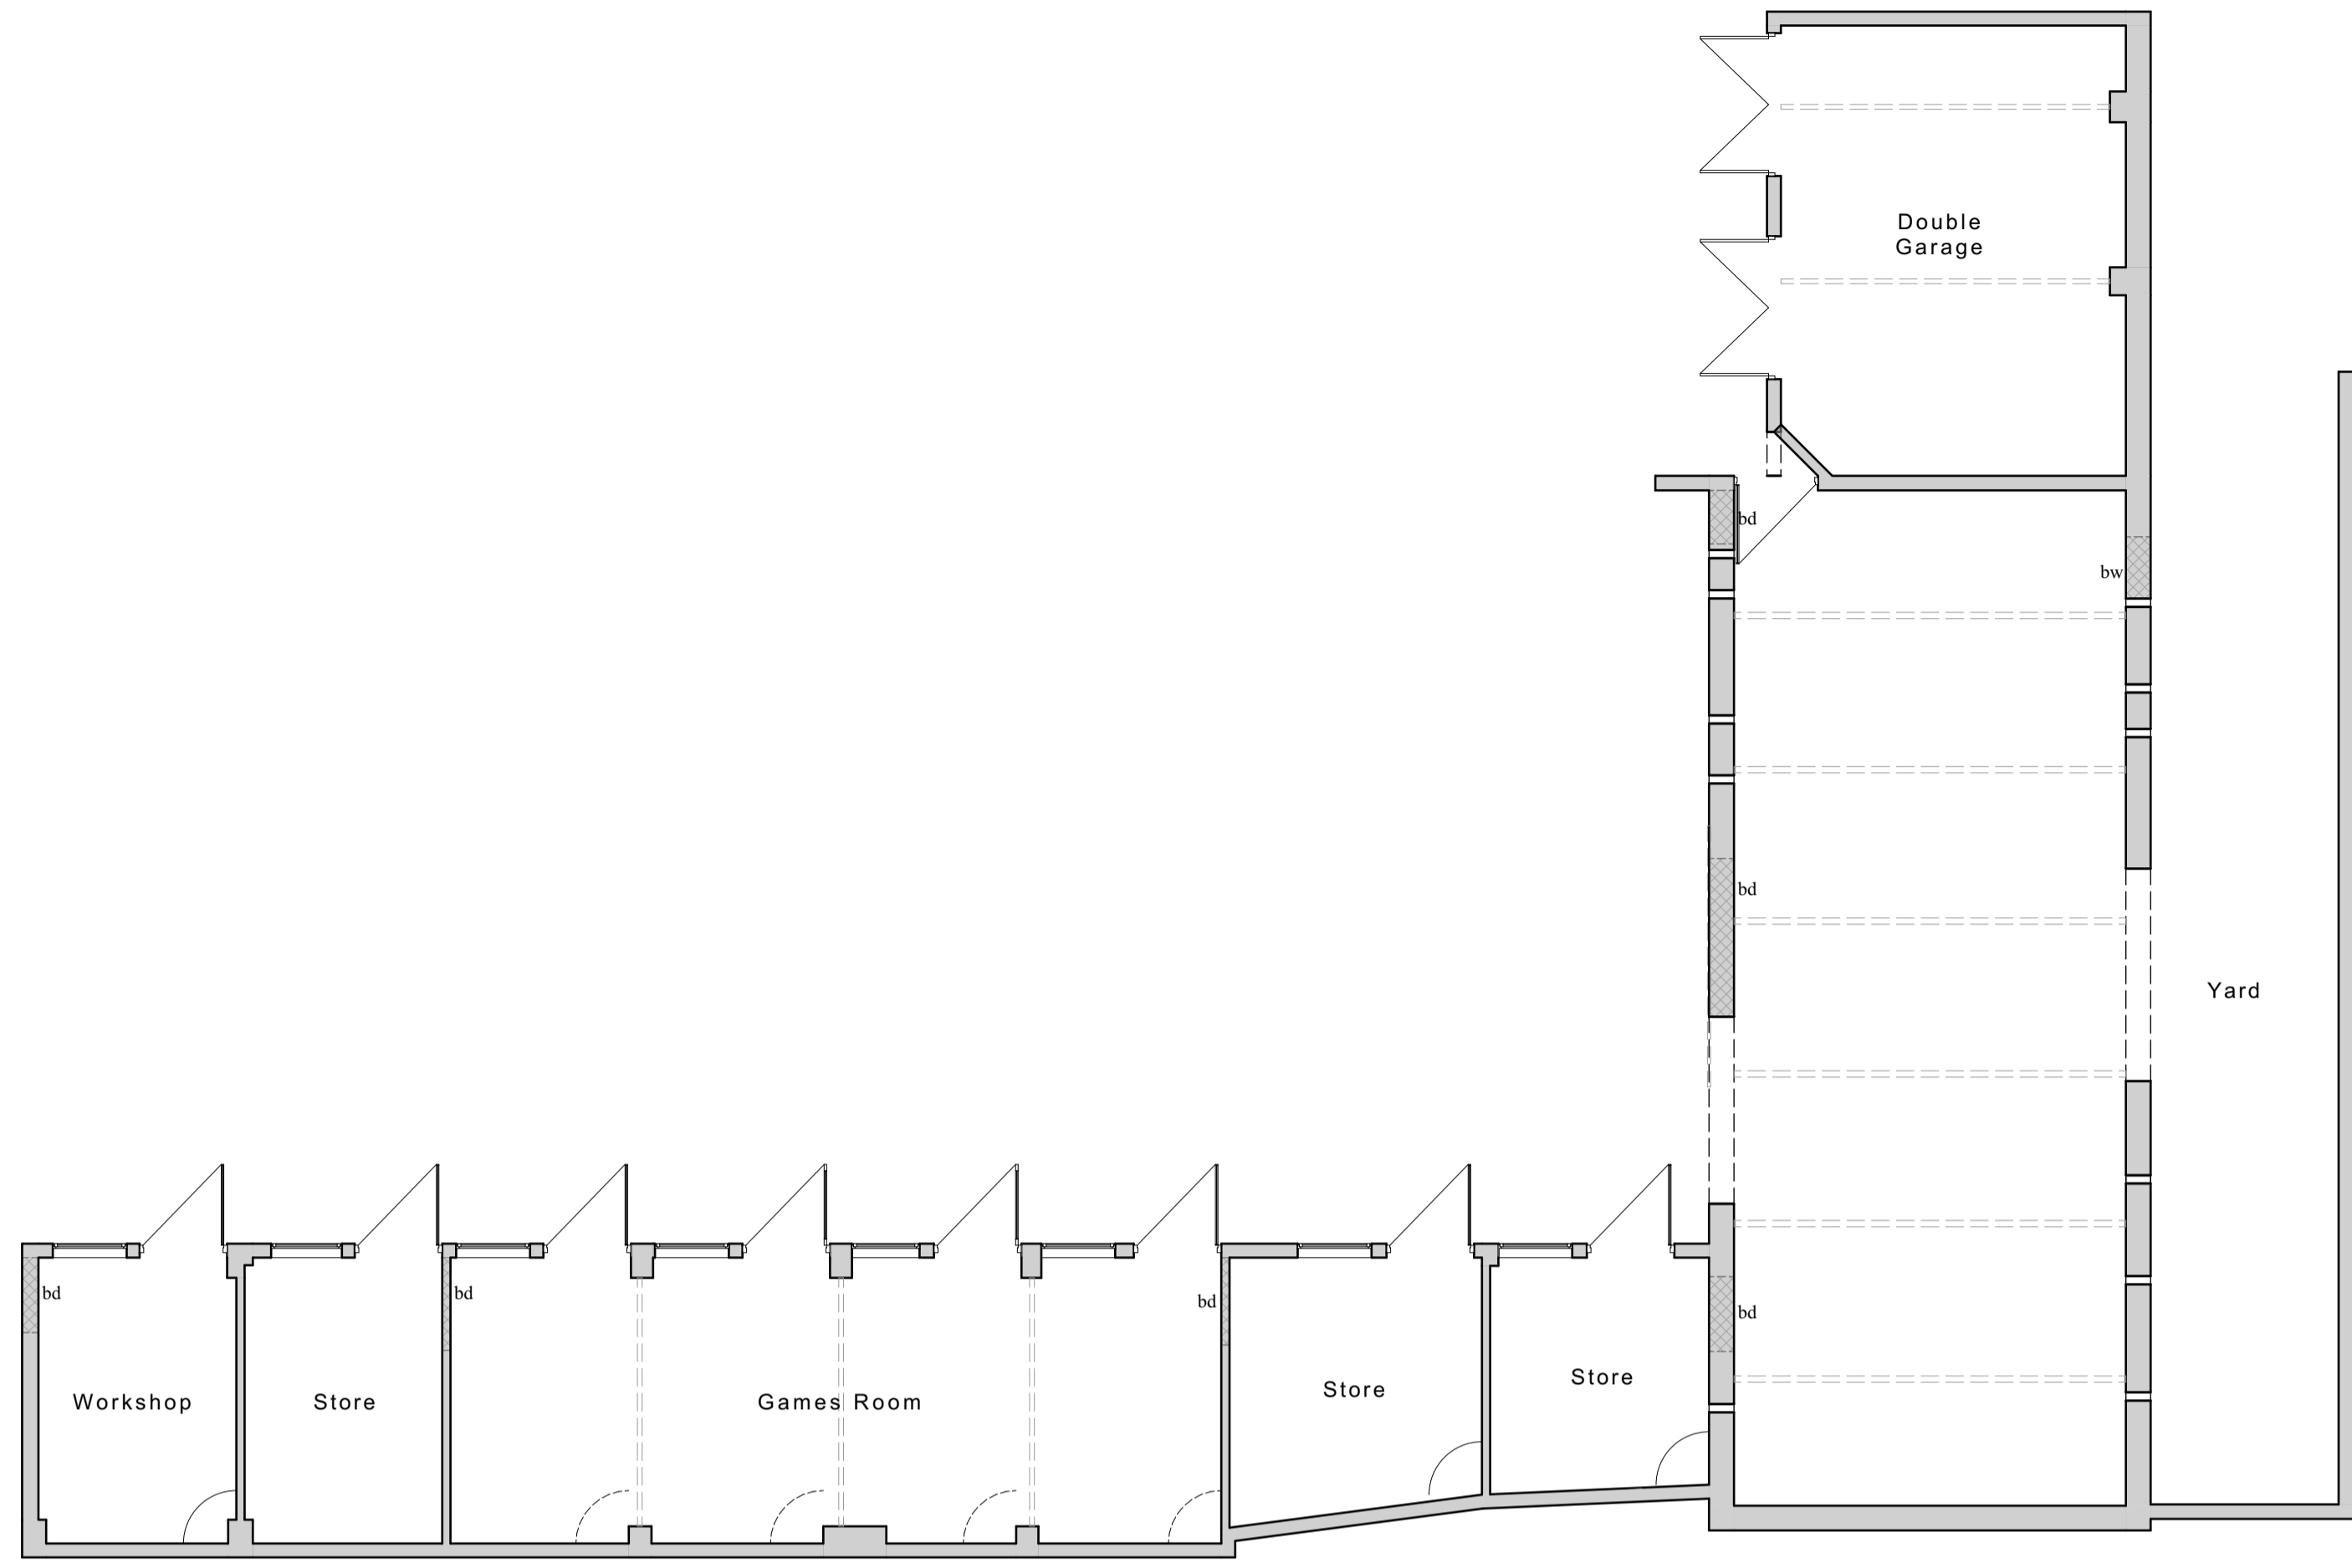 Double
Garage
bd
bw
bd
Yard
bd
bd
bd
bd
Workshop
Store
Games Room
Store
Store